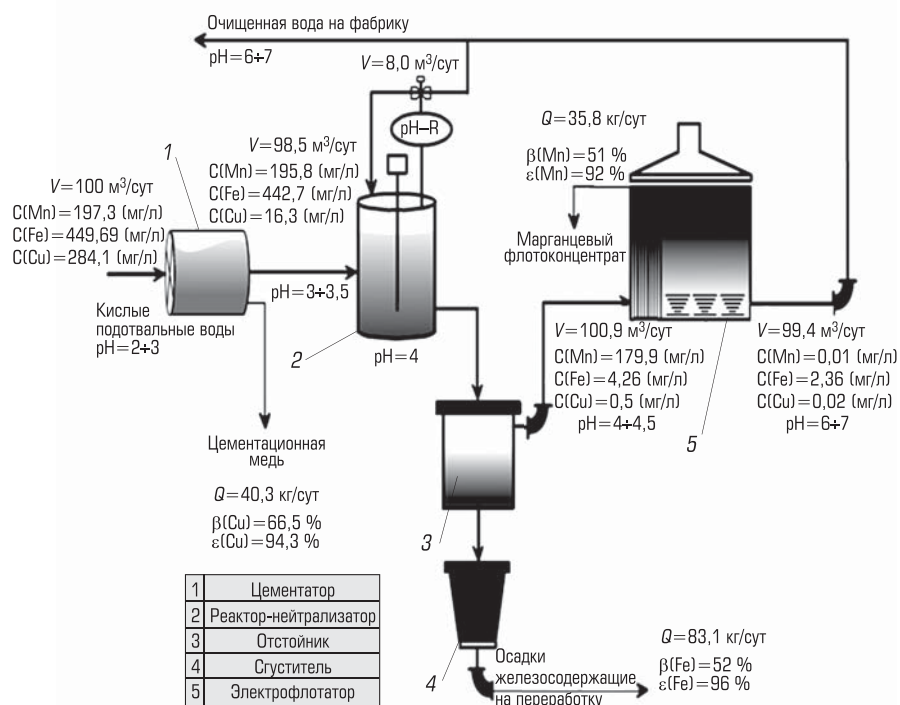 Очищенная вода на фабрику
pH=6÷7
V=8,0 м³/сут
pH–R
1
V=100 м³/сут
C(Mn)=197,3 (мг/л)
C(Fe)=449,69 (мг/л)
C(Cu)=284,1 (мг/л)
Кислые
подотвальные воды
pH=2÷3
V=98,5 м³/сут
C(Mn)=195,8 (мг/л)
C(Fe)=442,7 (мг/л)
C(Cu)=16,3 (мг/л)
pH=3÷3,5
2
pH=4
Q=35,8 кг/сут
β(Mn)=51 %
ε(Mn)=92 %
Марганцевый
флотоконцентрат
V=100,9 м³/сут
C(Mn)=179,9 (мг/л)
C(Fe)=4,26 (мг/л)
C(Cu)=0,5 (мг/л)
pH=4÷4,5
V=99,4 м³/сут
C(Mn)=0,01 (мг/л)
C(Fe)=2,36 (мг/л)
C(Cu)=0,02 (мг/л)
pH=6÷7
5
Цементационная
медь
Q=40,3 кг/сут
β(Cu)=66,5 %
ε(Cu)=94,3 %
3
1 Цементатор
2 Реактор-нейтрализатор
3 Отстойник
4 Сгуститель
5 Электрофлотатор
4
Осадки
железосодержащие
на переработку
Q=83,1 кг/сут
β(Fe)=52 %
ε(Fe)=96 %